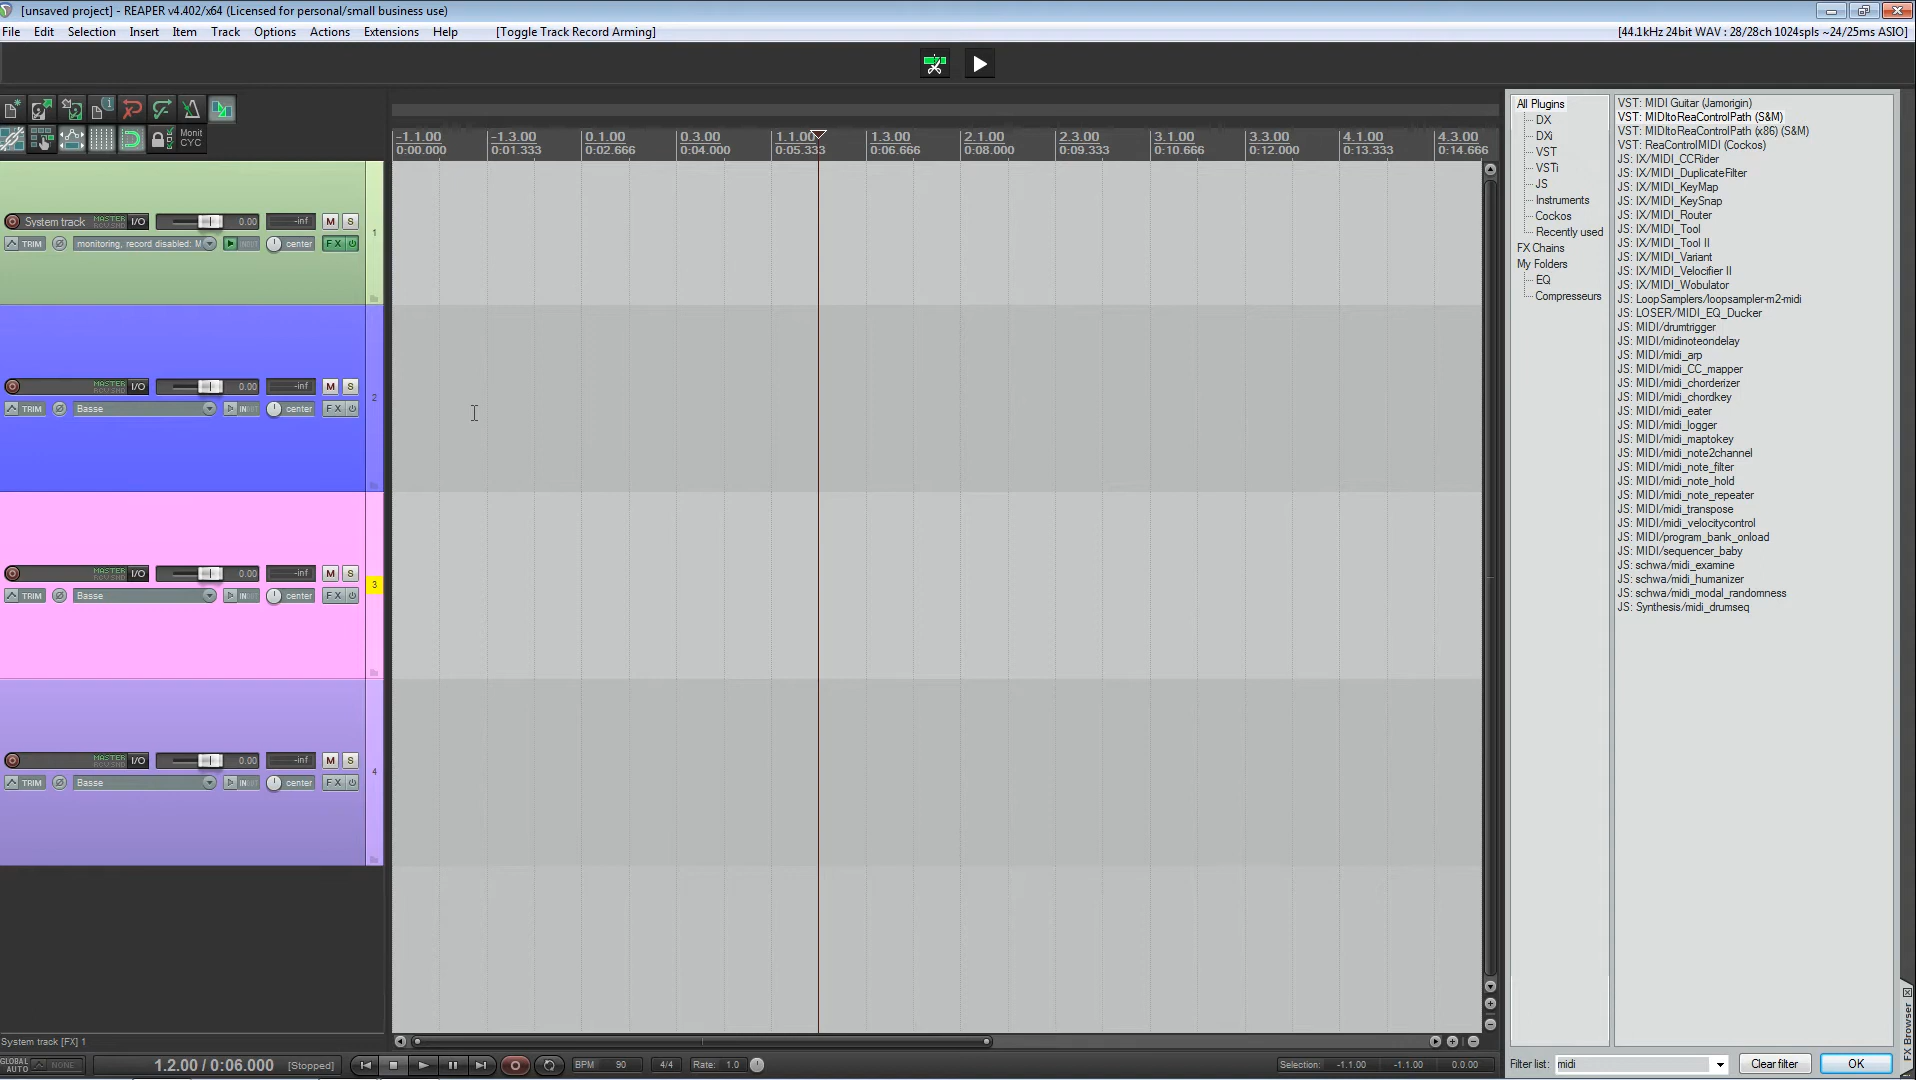 [unsaved project] - REAPER v4.402/x64 (Licensed for personal/small business use)
File Edit Selection Insert Item Track Options Actions Extensions Help [Toggle Track Record Arming] [44.1kHz 24bit WAV : 28/28ch 1024spls ~24/25ms ASIO]
Monit
CYC
-1.1.00 -1.3.00 0.1.00 0.3.00 1.1.00 1.3.00 2.1.00 2.3.00 3.1.00 3.3.00 4.1.00 4.3.00
0:00.000 0:01.333 0:02.666 0:04.000 0:05.333 0:06.666 0:08.000 0:09.333 0:10.666 0:12.000 0:13.333 0:14.666
System track MASTER I/O 0.00 -inf M S
TRIM monitoring, record disabled: M center FX
1
MASTER I/O 0.00 -inf M S
TRIM Basse IN center FX
2
MASTER I/O 0.00 -inf M S
TRIM Basse IN center FX
3
MASTER I/O 0.00 -inf M S
TRIM Basse IN center FX
4
All Plugins
DX
DXi
VST
VSTi
JS
Instruments
Cockos
Recently used
FX Chains
My Folders
EQ
Compresseurs
VST: MIDI Guitar (Jamorigin)
VST: MIDItoReaControlPath (S&M)
VST: MIDItoReaControlPath (x86) (S&M)
VST: ReaControlMIDI (Cockos)
JS: IX/MIDI_CCRider
JS: IX/MIDI_DuplicateFilter
JS: IX/MIDI_KeyMap
JS: IX/MIDI_KeySnap
JS: IX/MIDI_Router
JS: IX/MIDI_Tool
JS: IX/MIDI_Tool II
JS: IX/MIDI_Variant
JS: IX/MIDI_Velocifier II
JS: IX/MIDI_Wobulator
JS: LoopSamplers/loopsampler-m2-midi
JS: LOSER/MIDI_EQ_Ducker
JS: MIDI/drumtrigger
JS: MIDI/midinoteondelay
JS: MIDI/midi_arp
JS: MIDI/midi_CC_mapper
JS: MIDI/midi_chorderizer
JS: MIDI/midi_chordkey
JS: MIDI/midi_eater
JS: MIDI/midi_logger
JS: MIDI/midi_maptokey
JS: MIDI/midi_note2channel
JS: MIDI/midi_note_filter
JS: MIDI/midi_note_hold
JS: MIDI/midi_note_repeater
JS: MIDI/midi_transpose
JS: MIDI/midi_velocitycontrol
JS: MIDI/program_bank_onload
JS: MIDI/sequencer_baby
JS: schwa/midi_examine
JS: schwa/midi_humanizer
JS: schwa/midi_modal_randomness
JS: Synthesis/midi_drumseq
FX Browser
System track [FX] 1
GLOBAL
AUTO NONE
1.2.00 / 0:06.000 [Stopped] BPM 90 4/4 Rate: 1.0 Selection: -1.1.00 -1.1.00 0.0.00
Filter list: midi Clear filter OK